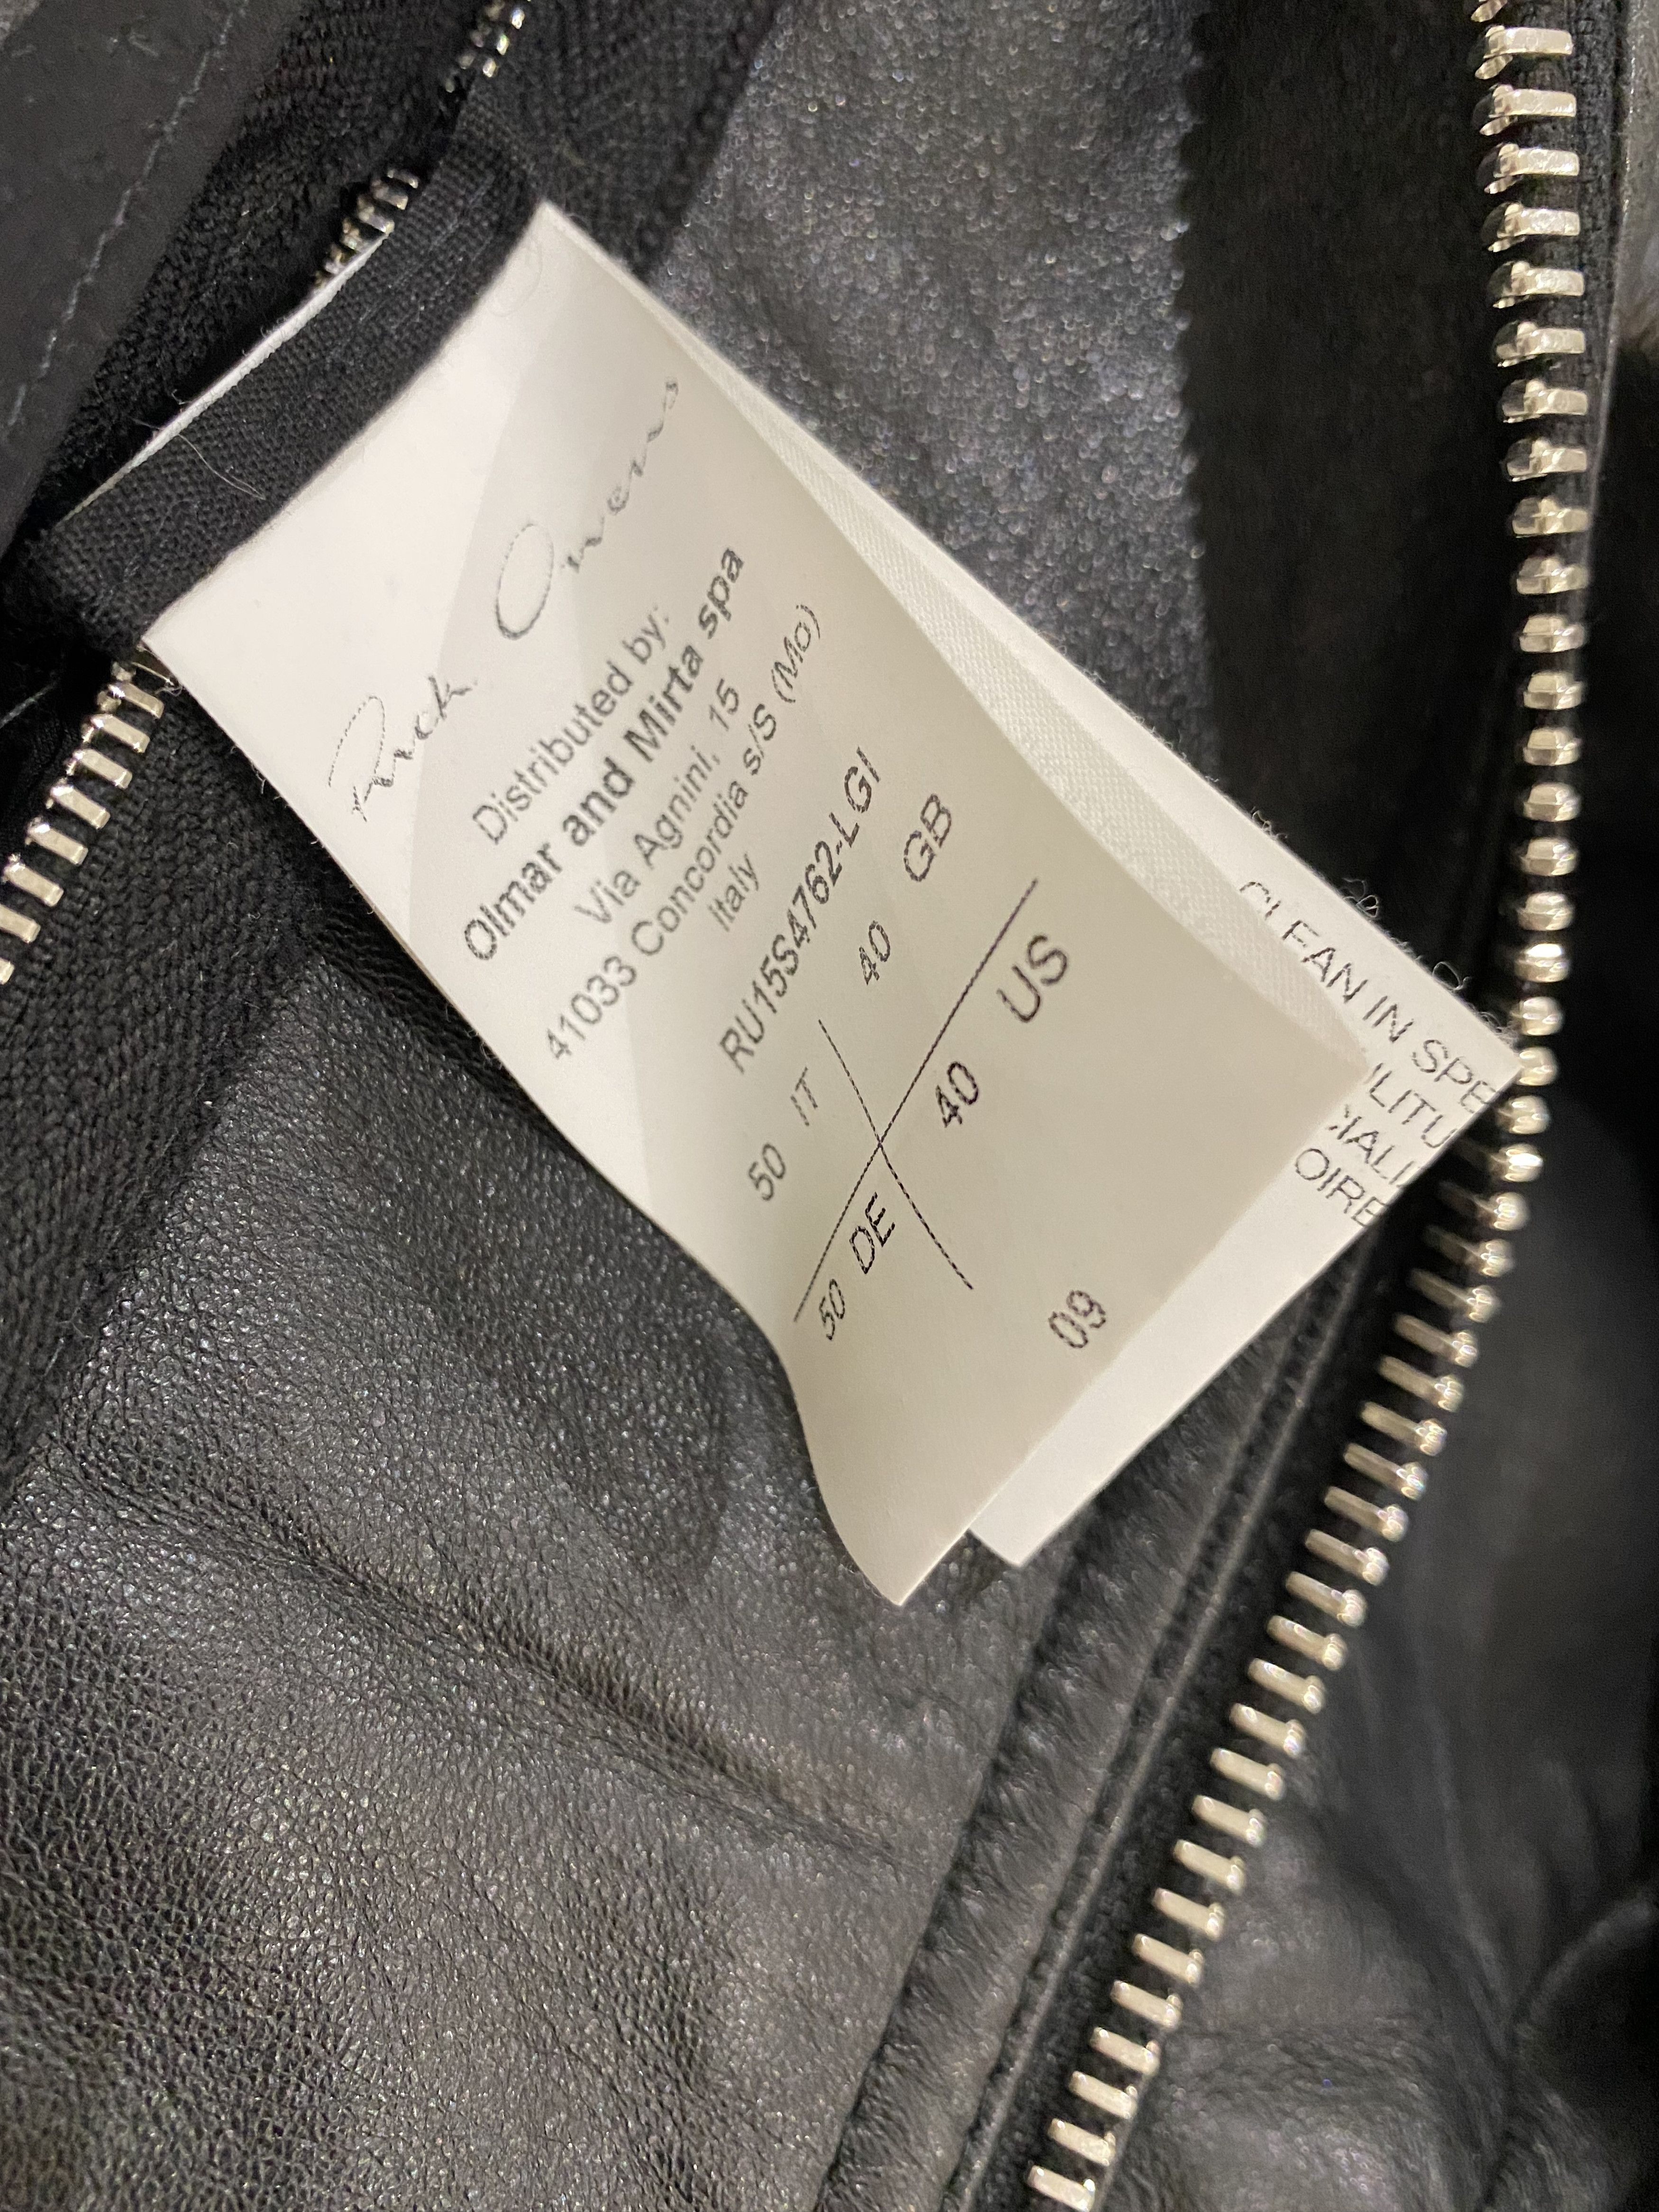 Rick Owens
Distributed by:
Olmar and Mirta spa
Via Agnini, 15
41033 Concordia s/S (Mo)
Italy
RU15S4762-LGI
50 IT 40 GB
50 DE 40 US
09
CLEAN IN SPE
OIRE